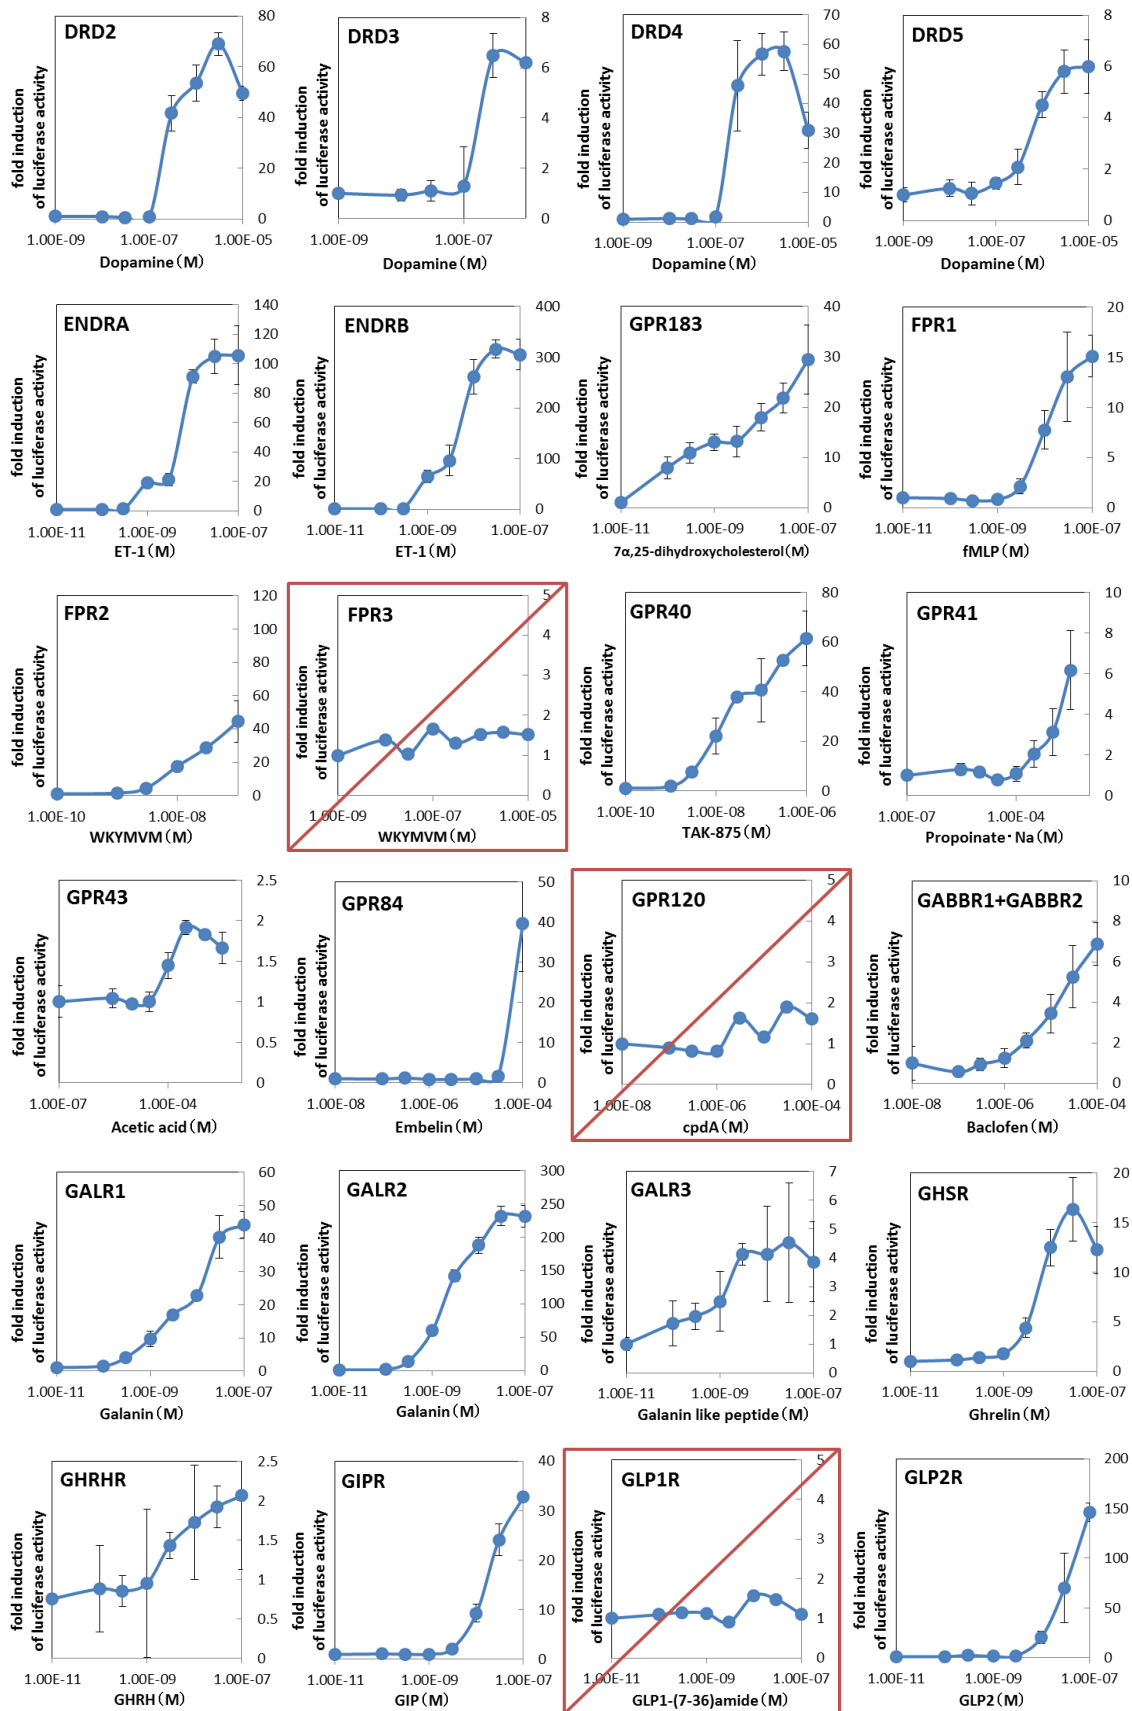 DRD2
fold induction
of luciferase activity
80
60
40
20
0
1.00E-09 1.00E-07 1.00E-05
Dopamine(M)
DRD3
fold induction
of luciferase activity
8
6
4
2
0
1.00E-09 1.00E-07
Dopamine(M)
DRD4
fold induction
of luciferase activity
70
60
50
40
30
20
10
0
1.00E-09 1.00E-07 1.00E-05
Dopamine(M)
DRD5
fold induction
of luciferase activity
8
6
4
2
0
1.00E-09 1.00E-07 1.00E-05
Dopamine(M)
ENDRA
fold induction
of luciferase activity
140
120
100
80
60
40
20
0
1.00E-11 1.00E-09 1.00E-07
ET-1(M)
ENDRB
fold induction
of luciferase activity
400
300
200
100
0
1.00E-11 1.00E-09 1.00E-07
ET-1(M)
GPR183
fold induction
of luciferase activity
40
30
20
10
0
1.00E-11 1.00E-09 1.00E-07
7α,25-dihydroxycholesterol(M)
FPR1
fold induction
of luciferase activity
20
15
10
5
0
1.00E-11 1.00E-09 1.00E-07
fMLP(M)
FPR2
fold induction
of luciferase activity
120
100
80
60
40
20
0
1.00E-10 1.00E-08
WKYMVM(M)
FPR3
fold induction
of luciferase activity
5
4
3
2
1
0
1.00E-09 1.00E-07 1.00E-05
WKYMVM(M)
GPR40
fold induction
of luciferase activity
80
60
40
20
0
1.00E-10 1.00E-08 1.00E-06
TAK-875(M)
GPR41
fold induction
of luciferase activity
10
8
6
4
2
0
1.00E-07 1.00E-04
Propoinate・Na(M)
GPR43
fold induction
of luciferase activity
2.5
2
1.5
1
0.5
0
1.00E-07 1.00E-04
Acetic acid(M)
GPR84
fold induction
of luciferase activity
50
40
30
20
10
0
1.00E-08 1.00E-06 1.00E-04
Embelin(M)
GPR120
fold induction
of luciferase activity
5
4
3
2
1
0
1.00E-08 1.00E-06 1.00E-04
cpdA(M)
GABBR1+GABBR2
fold induction
of luciferase activity
10
8
6
4
2
0
1.00E-08 1.00E-06 1.00E-04
Baclofen(M)
GALR1
fold induction
of luciferase activity
60
50
40
30
20
10
0
1.00E-11 1.00E-09 1.00E-07
Galanin(M)
GALR2
fold induction
of luciferase activity
300
250
200
150
100
50
0
1.00E-11 1.00E-09 1.00E-07
Galanin(M)
GALR3
fold induction
of luciferase activity
7
6
5
4
3
2
1
0
1.00E-11 1.00E-09 1.00E-07
Galanin like peptide(M)
GHSR
fold induction
of luciferase activity
20
15
10
5
0
1.00E-11 1.00E-09 1.00E-07
Ghrelin(M)
GHRHR
fold induction
of luciferase activity
2.5
2
1.5
1
0.5
0
1.00E-11 1.00E-09 1.00E-07
GHRH(M)
GIPR
fold induction
of luciferase activity
40
30
20
10
0
1.00E-11 1.00E-09 1.00E-07
GIP(M)
GLP1R
fold induction
of luciferase activity
5
4
3
2
1
0
1.00E-11 1.00E-09 1.00E-07
GLP1-(7-36)amide(M)
GLP2R
fold induction
of luciferase activity
200
150
100
50
0
1.00E-11 1.00E-09 1.00E-07
GLP2(M)